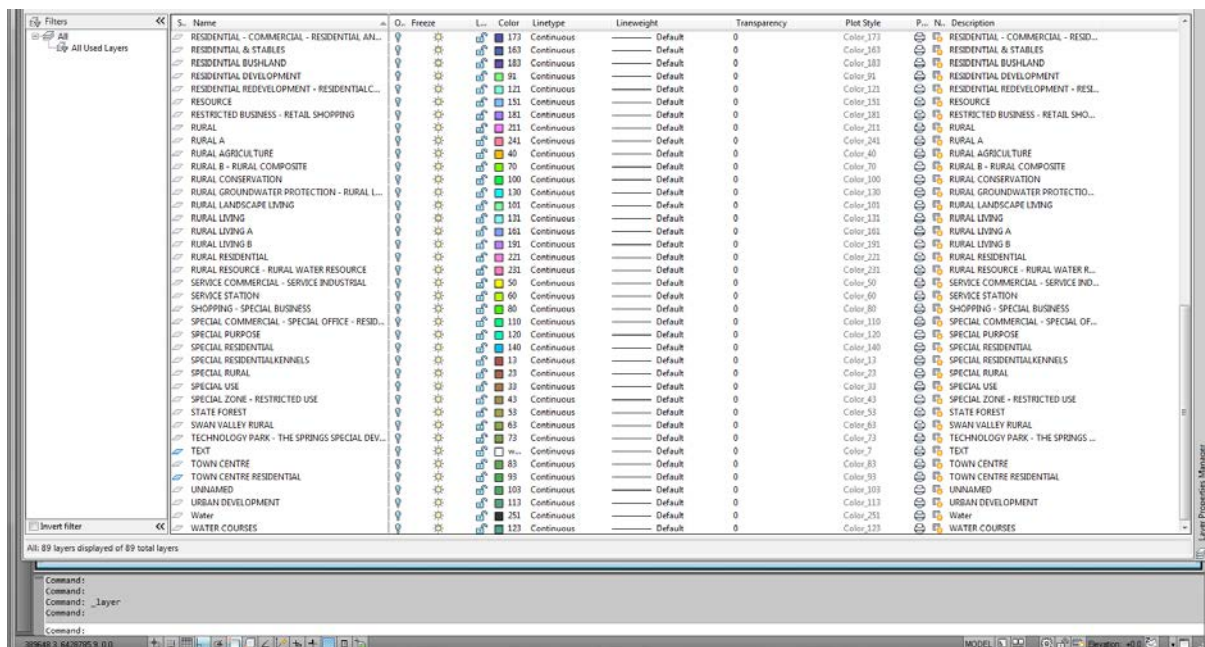 Filters
All
All Used Layers
S.. Name O.. Freeze L... Color Linetype Lineweight Transparency Plot Style P... N.. Description
RESIDENTIAL - COMMERCIAL - RESIDENTIAL AN... 173 Continuous Default 0 Color_173 RESIDENTIAL - COMMERCIAL - RESID...
RESIDENTIAL & STABLES 163 Continuous Default 0 Color_163 RESIDENTIAL & STABLES
RESIDENTIAL BUSHLAND 183 Continuous Default 0 Color_183 RESIDENTIAL BUSHLAND
RESIDENTIAL DEVELOPMENT 91 Continuous Default 0 Color_91 RESIDENTIAL DEVELOPMENT
RESIDENTIAL REDEVELOPMENT - RESIDENTIALC... 121 Continuous Default 0 Color_121 RESIDENTIAL REDEVELOPMENT - RESI...
RESOURCE 151 Continuous Default 0 Color_151 RESOURCE
RESTRICTED BUSINESS - RETAIL SHOPPING 181 Continuous Default 0 Color_181 RESTRICTED BUSINESS - RETAIL SHO...
RURAL 211 Continuous Default 0 Color_211 RURAL
RURAL A 241 Continuous Default 0 Color_241 RURAL A
RURAL AGRICULTURE 40 Continuous Default 0 Color_40 RURAL AGRICULTURE
RURAL B - RURAL COMPOSITE 70 Continuous Default 0 Color_70 RURAL B - RURAL COMPOSITE
RURAL CONSERVATION 100 Continuous Default 0 Color_100 RURAL CONSERVATION
RURAL GROUNDWATER PROTECTION - RURAL L... 130 Continuous Default 0 Color_130 RURAL GROUNDWATER PROTECTIO...
RURAL LANDSCAPE LIVING 101 Continuous Default 0 Color_101 RURAL LANDSCAPE LIVING
RURAL LIVING 131 Continuous Default 0 Color_131 RURAL LIVING
RURAL LIVING A 161 Continuous Default 0 Color_161 RURAL LIVING A
RURAL LIVING B 191 Continuous Default 0 Color_191 RURAL LIVING B
RURAL RESIDENTIAL 221 Continuous Default 0 Color_221 RURAL RESIDENTIAL
RURAL RESOURCE - RURAL WATER RESOURCE 231 Continuous Default 0 Color_231 RURAL RESOURCE - RURAL WATER R...
SERVICE COMMERCIAL - SERVICE INDUSTRIAL 50 Continuous Default 0 Color_50 SERVICE COMMERCIAL - SERVICE IND...
SERVICE STATION 60 Continuous Default 0 Color_60 SERVICE STATION
SHOPPING - SPECIAL BUSINESS 80 Continuous Default 0 Color_80 SHOPPING - SPECIAL BUSINESS
SPECIAL COMMERCIAL - SPECIAL OFFICE - RESID... 110 Continuous Default 0 Color_110 SPECIAL COMMERCIAL - SPECIAL OF...
SPECIAL PURPOSE 120 Continuous Default 0 Color_120 SPECIAL PURPOSE
SPECIAL RESIDENTIAL 140 Continuous Default 0 Color_140 SPECIAL RESIDENTIAL
SPECIAL RESIDENTIALKENNELS 13 Continuous Default 0 Color_13 SPECIAL RESIDENTIALKENNELS
SPECIAL RURAL 23 Continuous Default 0 Color_23 SPECIAL RURAL
SPECIAL USE 33 Continuous Default 0 Color_33 SPECIAL USE
SPECIAL ZONE - RESTRICTED USE 43 Continuous Default 0 Color_43 SPECIAL ZONE - RESTRICTED USE
STATE FOREST 53 Continuous Default 0 Color_53 STATE FOREST
SWAN VALLEY RURAL 63 Continuous Default 0 Color_63 SWAN VALLEY RURAL
TECHNOLOGY PARK - THE SPRINGS SPECIAL DEV... 73 Continuous Default 0 Color_73 TECHNOLOGY PARK - THE SPRINGS ...
TEXT w... Continuous Default 0 Color_7 TEXT
TOWN CENTRE 83 Continuous Default 0 Color_83 TOWN CENTRE
TOWN CENTRE RESIDENTIAL 93 Continuous Default 0 Color_93 TOWN CENTRE RESIDENTIAL
UNNAMED 103 Continuous Default 0 Color_103 UNNAMED
URBAN DEVELOPMENT 113 Continuous Default 0 Color_113 URBAN DEVELOPMENT
Water 251 Continuous Default 0 Color_251 Water
WATER COURSES 123 Continuous Default 0 Color_123 WATER COURSES
Invert filter
All: 89 layers displayed of 89 total layers
Layer Properties Manager
Command:
Command:
Command: _layer
Command:
Command:
MODEL Elevation: +0.0